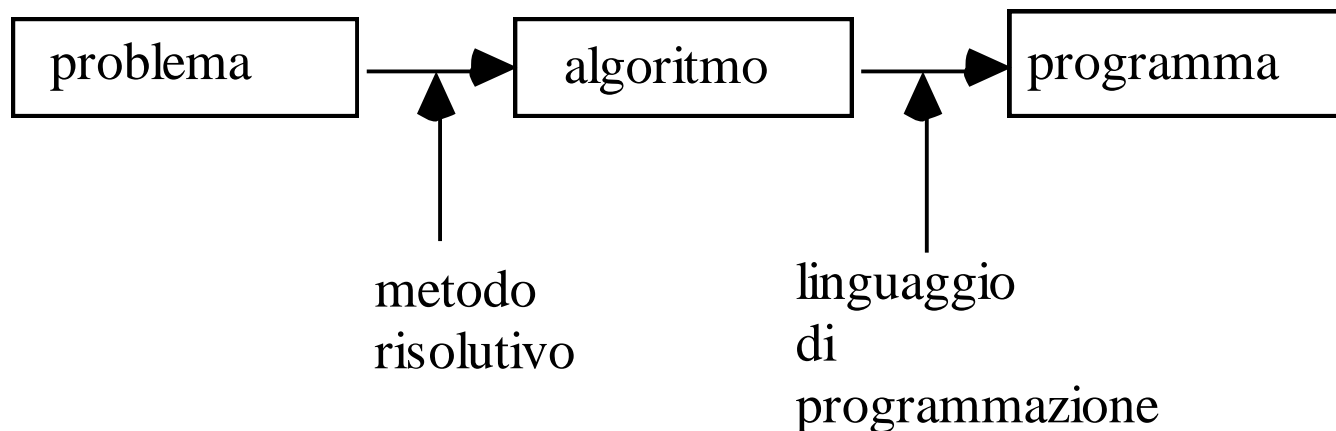 problema
algoritmo
programma
metodo
risolutivo
linguaggio
di
programmazione